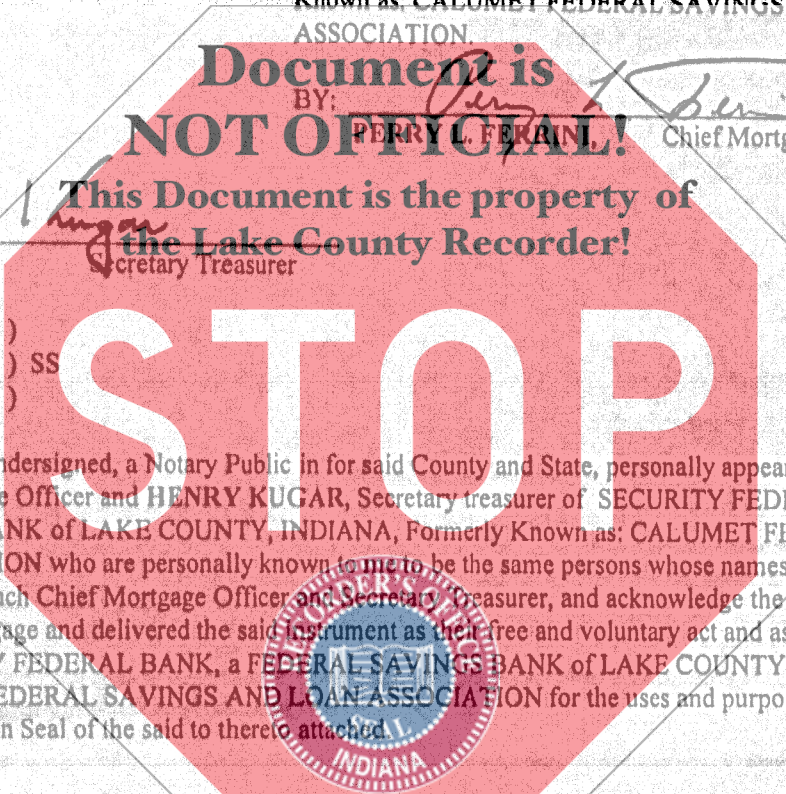 Known as: CALUMET FEDERAL SAVINGS
ASSOCIATION.
Document is
BY:
NOT OFFICIAL!
PERRY L. FERRINI, Chief Mortg
This Document is the property of
Kugar
the Lake County Recorder!
Secretary Treasurer
STOP
)
) SS
)
ndersigned, a Notary Public in for said County and State, personally appear
e Officer and HENRY KUGAR, Secretary treasurer of SECURITY FEDE
ANK of LAKE COUNTY, INDIANA, Formerly Known as: CALUMET FE
ION who are personally known to me to be the same persons whose names
ch Chief Mortgage Officer and Secretary Treasurer, and acknowledge the
age and delivered the said instrument as their free and voluntary act and as
Y FEDERAL BANK, a FEDERAL SAVINGS BANK of LAKE COUNTY
EDERAL SAVINGS AND LOAN ASSOCIATION for the uses and purpo
n Seal of the said to thereto attached.
RECORDER'S OFFICE
SEAL
INDIANA